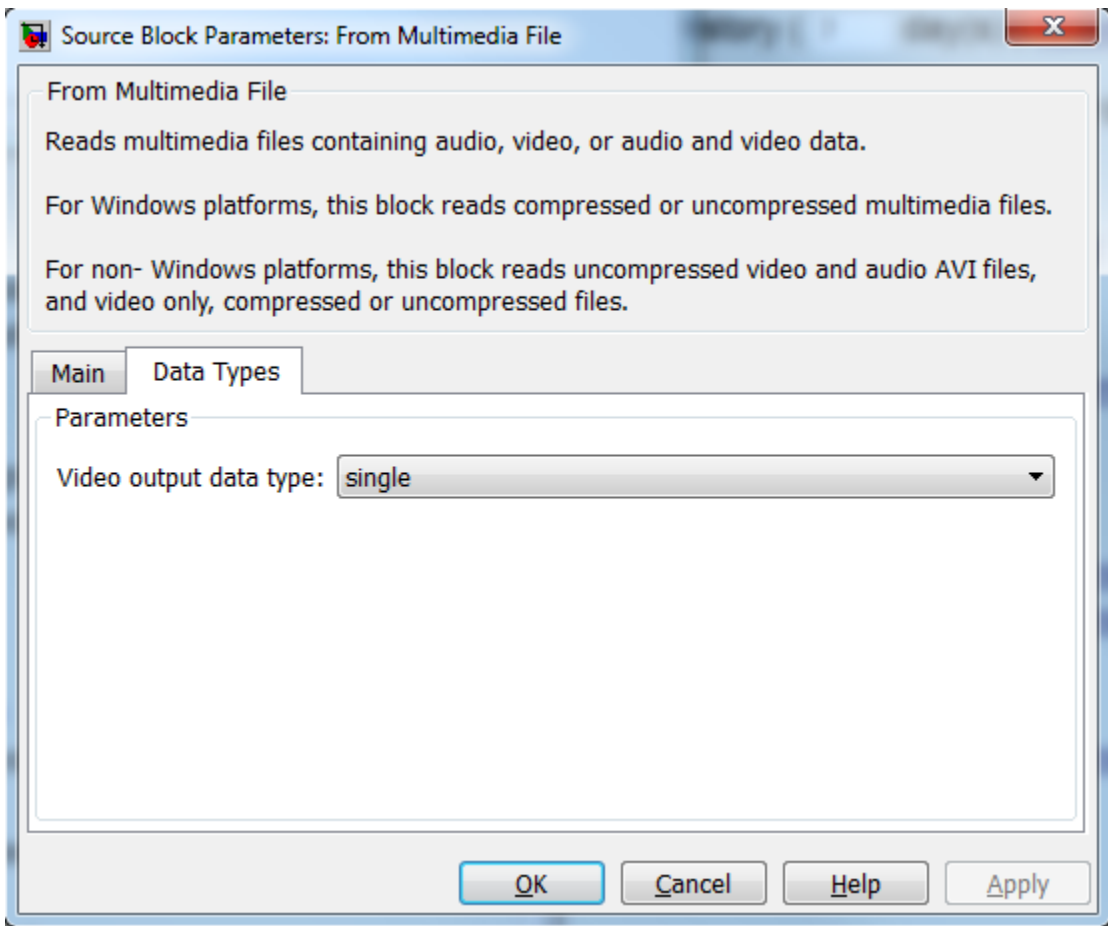 Source Block Parameters: From Multimedia File
From Multimedia File
Reads multimedia files containing audio, video, or audio and video data.
For Windows platforms, this block reads compressed or uncompressed multimedia files.
For non- Windows platforms, this block reads uncompressed video and audio AVI files,
and video only, compressed or uncompressed files.
Main Data Types
Parameters
Video output data type: single
OK Cancel Help Apply